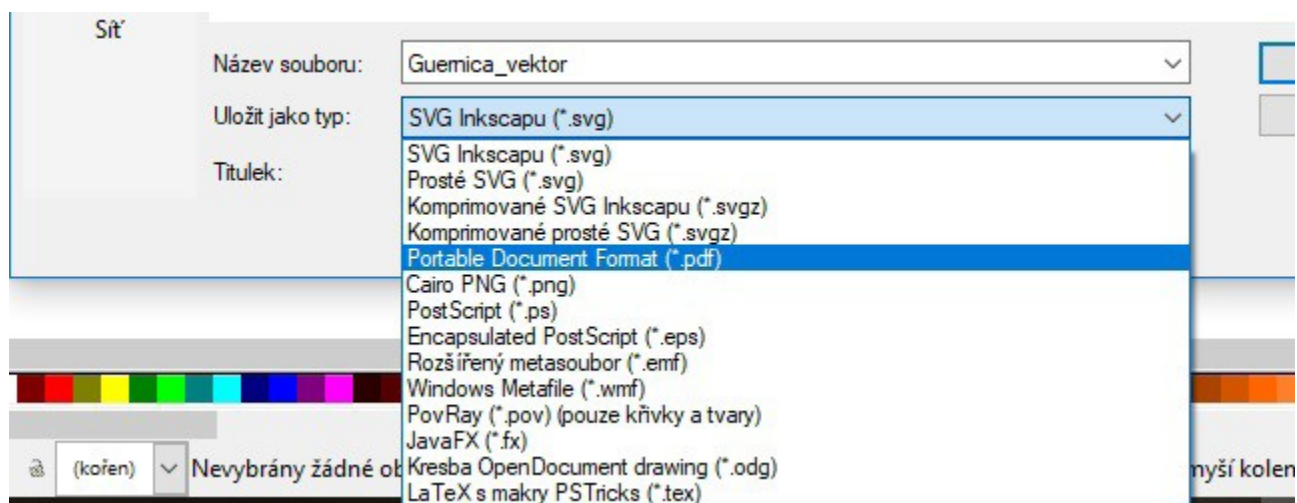 Síť
Název souboru: Guernica_vektor
Uložit jako typ: SVG Inkscapu (*.svg)
SVG Inkscapu (*.svg)
Titulek:
Prosté SVG (*.svg)
Komprimované SVG Inkscapu (*.svgz)
Komprimované prosté SVG (*.svgz)
Portable Document Format (*.pdf)
Cairo PNG (*.png)
PostScript (*.ps)
Encapsulated PostScript (*.eps)
Rozšířený metasoubor (*.emf)
Windows Metafile (*.wmf)
PovRay (*.pov) (pouze křivky a tvary)
JavaFX (*.fx)
Kresba OpenDocument drawing (*.odg)
LaTeX s makry PSTricks (*.tex)
(kořen) Nevybrány žádné ob myší kolen